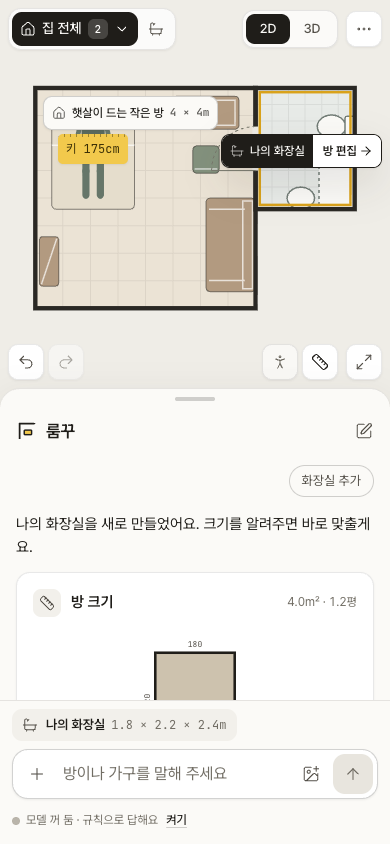 집 전체 2
2D 3D
햇살이 드는 작은 방 4 × 4m
키 175cm
나의 화장실 방 편집 →
룸꾸
화장실 추가
나의 화장실을 새로 만들었어요. 크기를 알려주면 바로 맞출게
요.
방 크기 4.0m² · 1.2평
180
나의 화장실 1.8 × 2.2 × 2.4m
방이나 가구를 말해 주세요
모델 꺼 둠 · 규칙으로 답해요 켜기